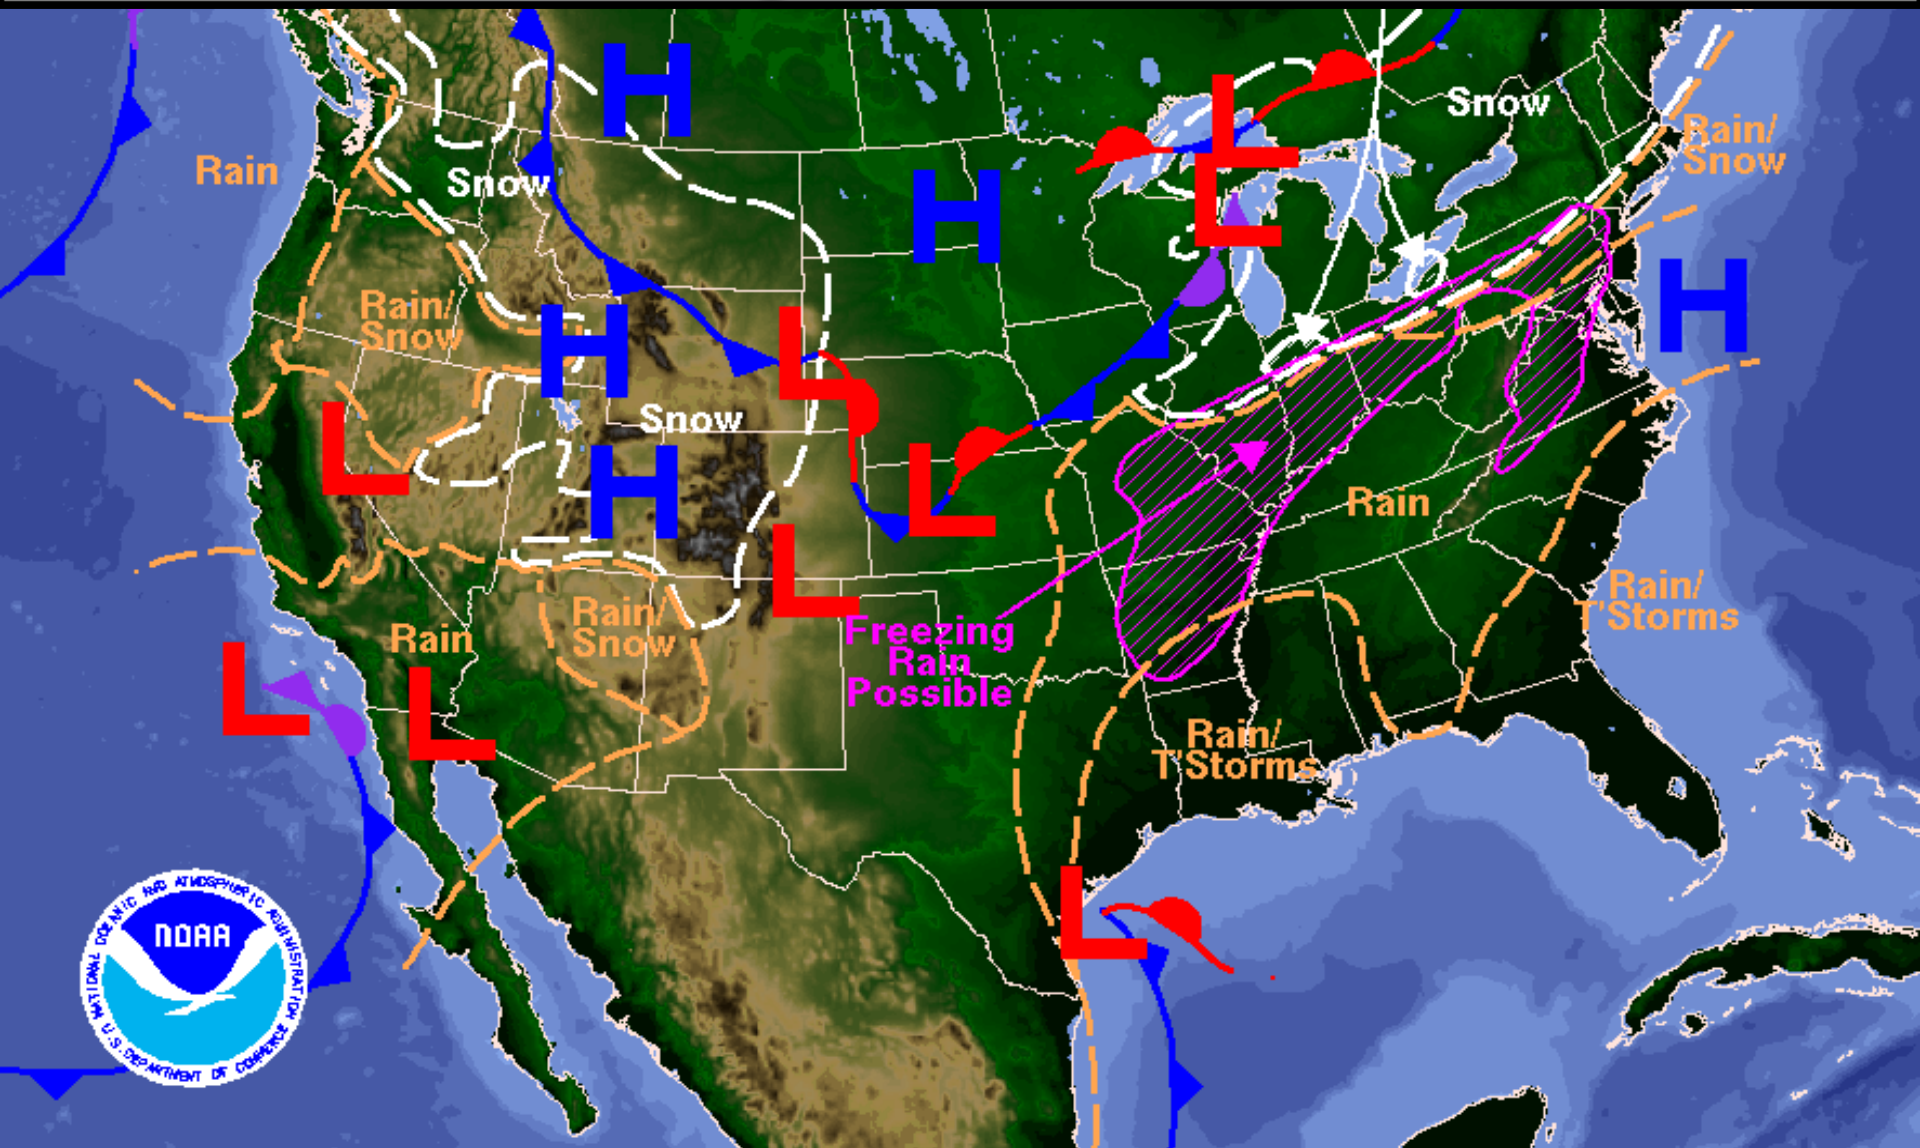 Snow
Rain/
Snow
Rain
Snow
Rain/
Snow
Snow
Rain
Rain/
T'Storms
Rain
Rain/
Snow
Freezing
Rain
Possible
Rain/
T'Storms
NOAA
NATIONAL OCEANIC AND ATMOSPHERIC ADMINISTRATION
U.S. DEPARTMENT OF COMMERCE
H
H
H
H
H
L
L
L
L
L
L
L
L
L